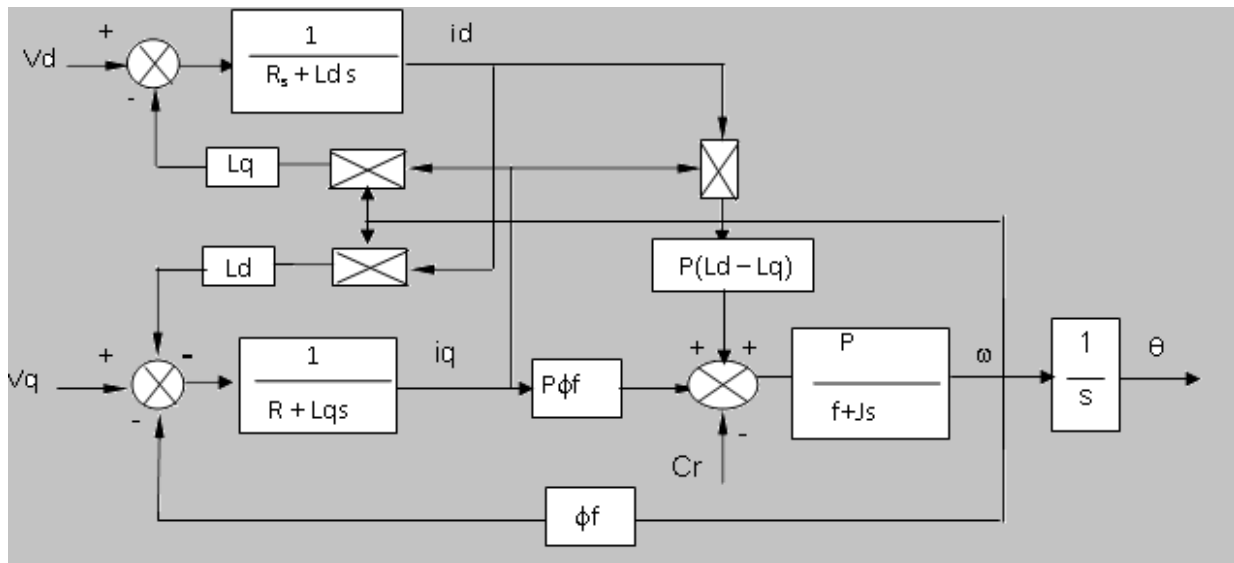 +
Vd
-
1
Rs + Ld s
id
Lq
Ld
P(Ld – Lq)
+
-
Vq
-
1
R + Lqs
iq
Pϕf
+ +
-
Cr
P
f+Js
ω
1
s
θ
ϕf